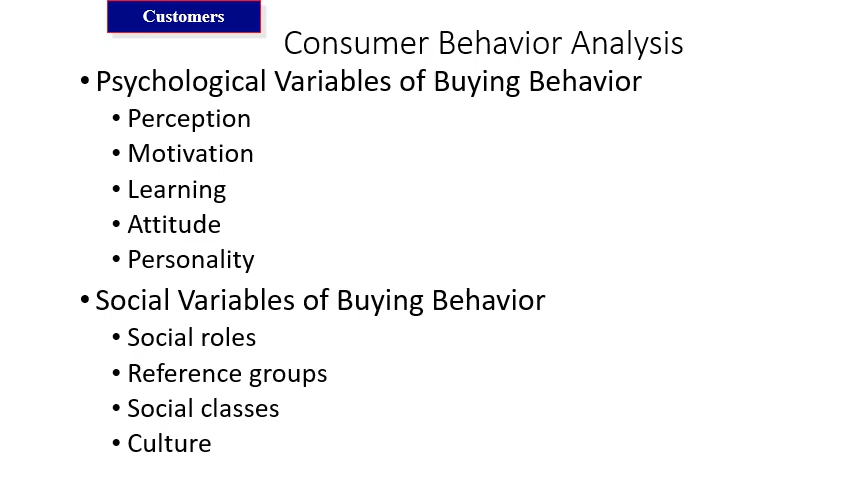 Customers
Consumer Behavior Analysis
• Psychological Variables of Buying Behavior
• Perception
• Motivation
• Learning
• Attitude
• Personality
• Social Variables of Buying Behavior
• Social roles
• Reference groups
• Social classes
• Culture